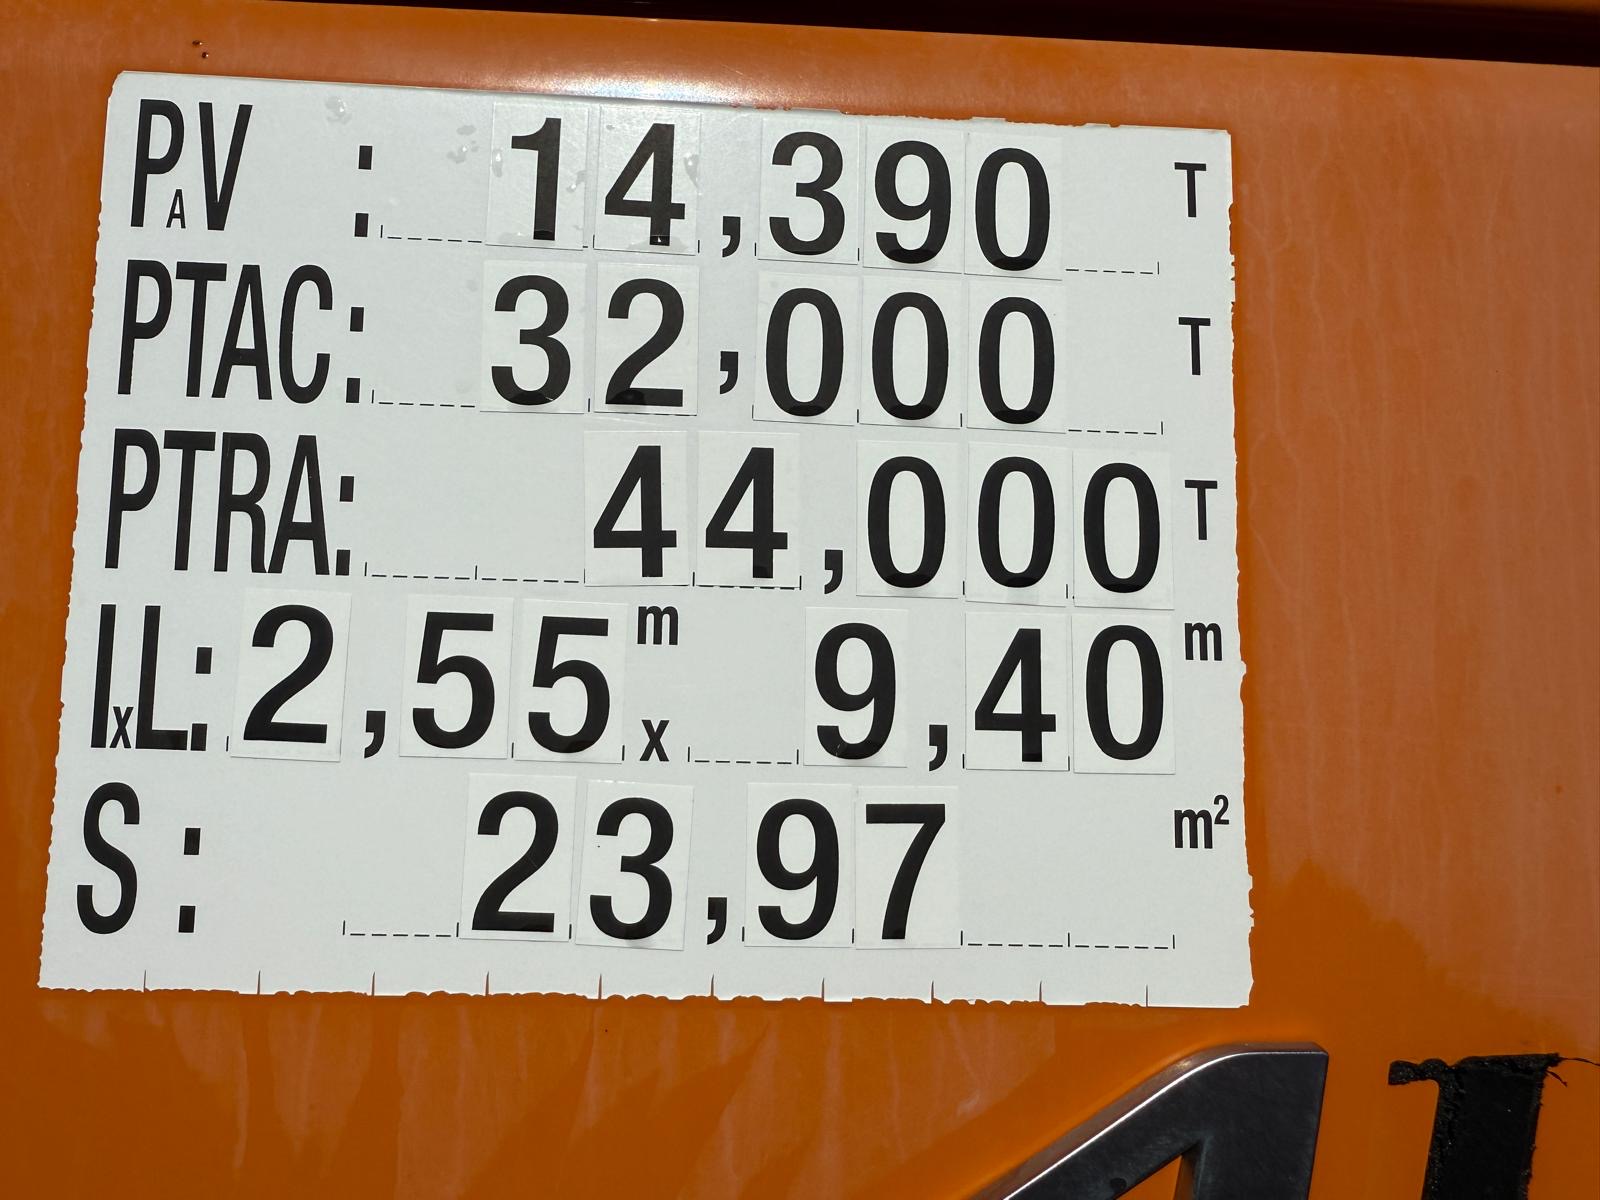 PAV : 14,390 T
PTAC: 32,000 T
PTRA: 44,000 T
lxL: 2,55 m x 9,40 m
S : 23,97 m²